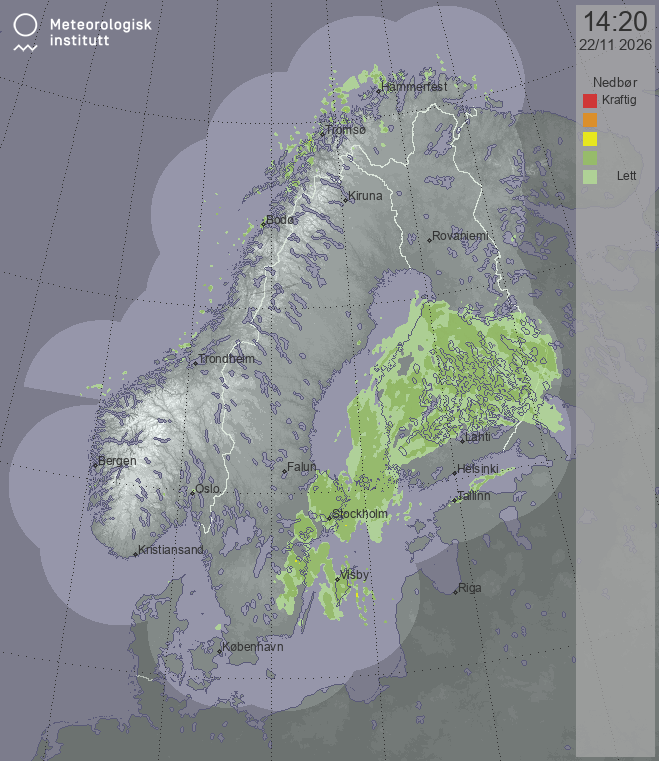 Meteorologisk
institutt
14:20
22/11 2026
Nedbør
Kraftig
Lett
Hammerfest
Tromsø
Kiruna
Bodø
Rovaniemi
Trondheim
Lahti
Bergen
Falun
Helsinki
Oslo
Tallinn
Stockholm
Kristiansand
Visby
Riga
København